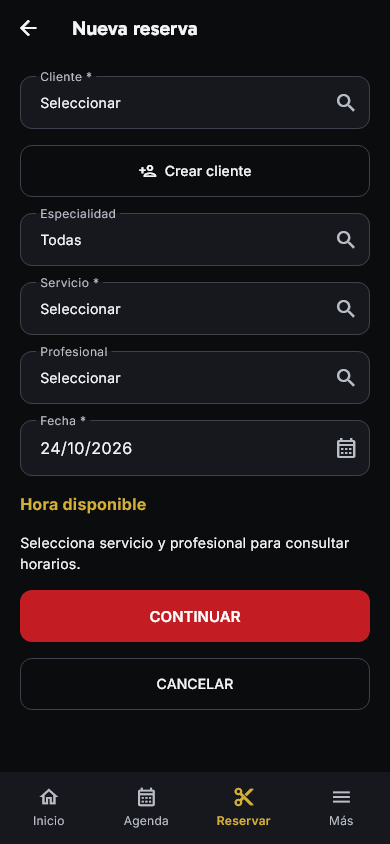 Nueva reserva
Cliente *
Seleccionar
Crear cliente
Especialidad
Todas
Servicio *
Seleccionar
Profesional
Seleccionar
Fecha *
24/10/2026
Hora disponible
Selecciona servicio y profesional para consultar
horarios.
CONTINUAR
CANCELAR
Inicio
Agenda
Reservar
Más